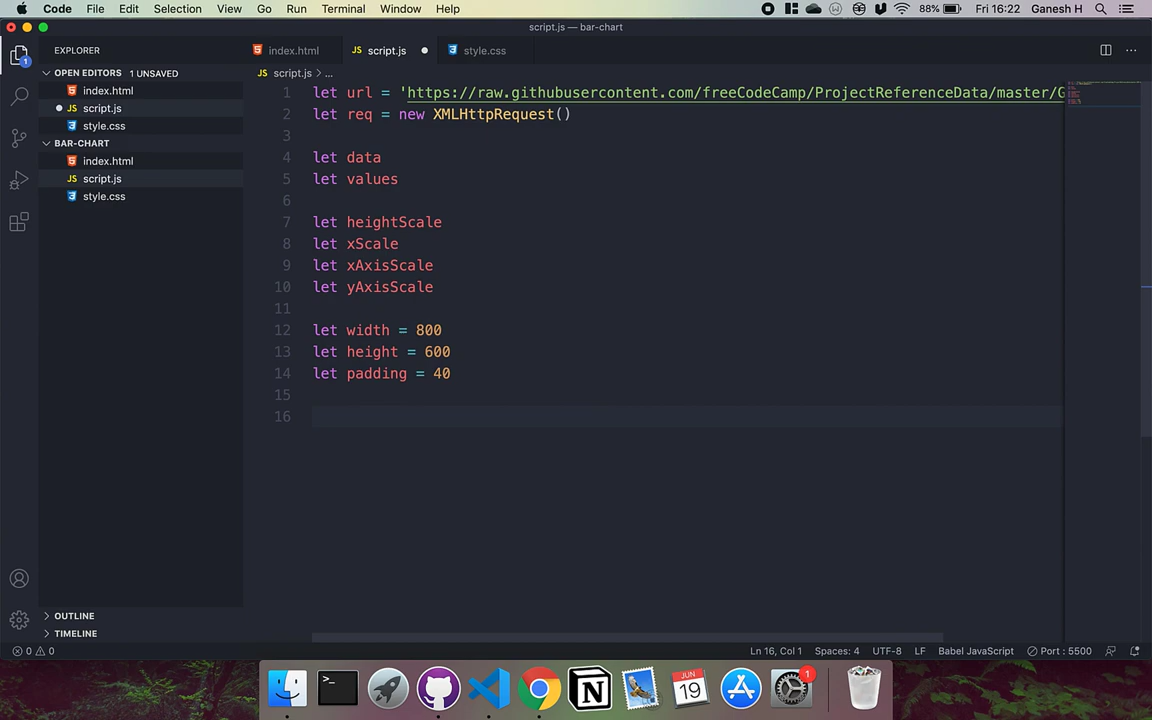 Code File Edit Selection View Go Run Terminal Window Help 88% Fri 16:22 Ganesh H
script.js — bar-chart
EXPLORER
index.html
JS script.js
style.css
OPEN EDITORS 1 UNSAVED
index.html
JS script.js
style.css
BAR-CHART
index.html
JS script.js
style.css
OUTLINE
TIMELINE
JS script.js > ...
1 let url = 'https://raw.githubusercontent.com/freeCodeCamp/ProjectReferenceData/master/G
2 let req = new XMLHttpRequest()
3
4 let data
5 let values
6
7 let heightScale
8 let xScale
9 let xAxisScale
10 let yAxisScale
11
12 let width = 800
13 let height = 600
14 let padding = 40
15
16
0 0 Ln 16, Col 1 Spaces: 4 UTF-8 LF Babel JavaScript Port : 5500
1
>_
N
JUN
19
1